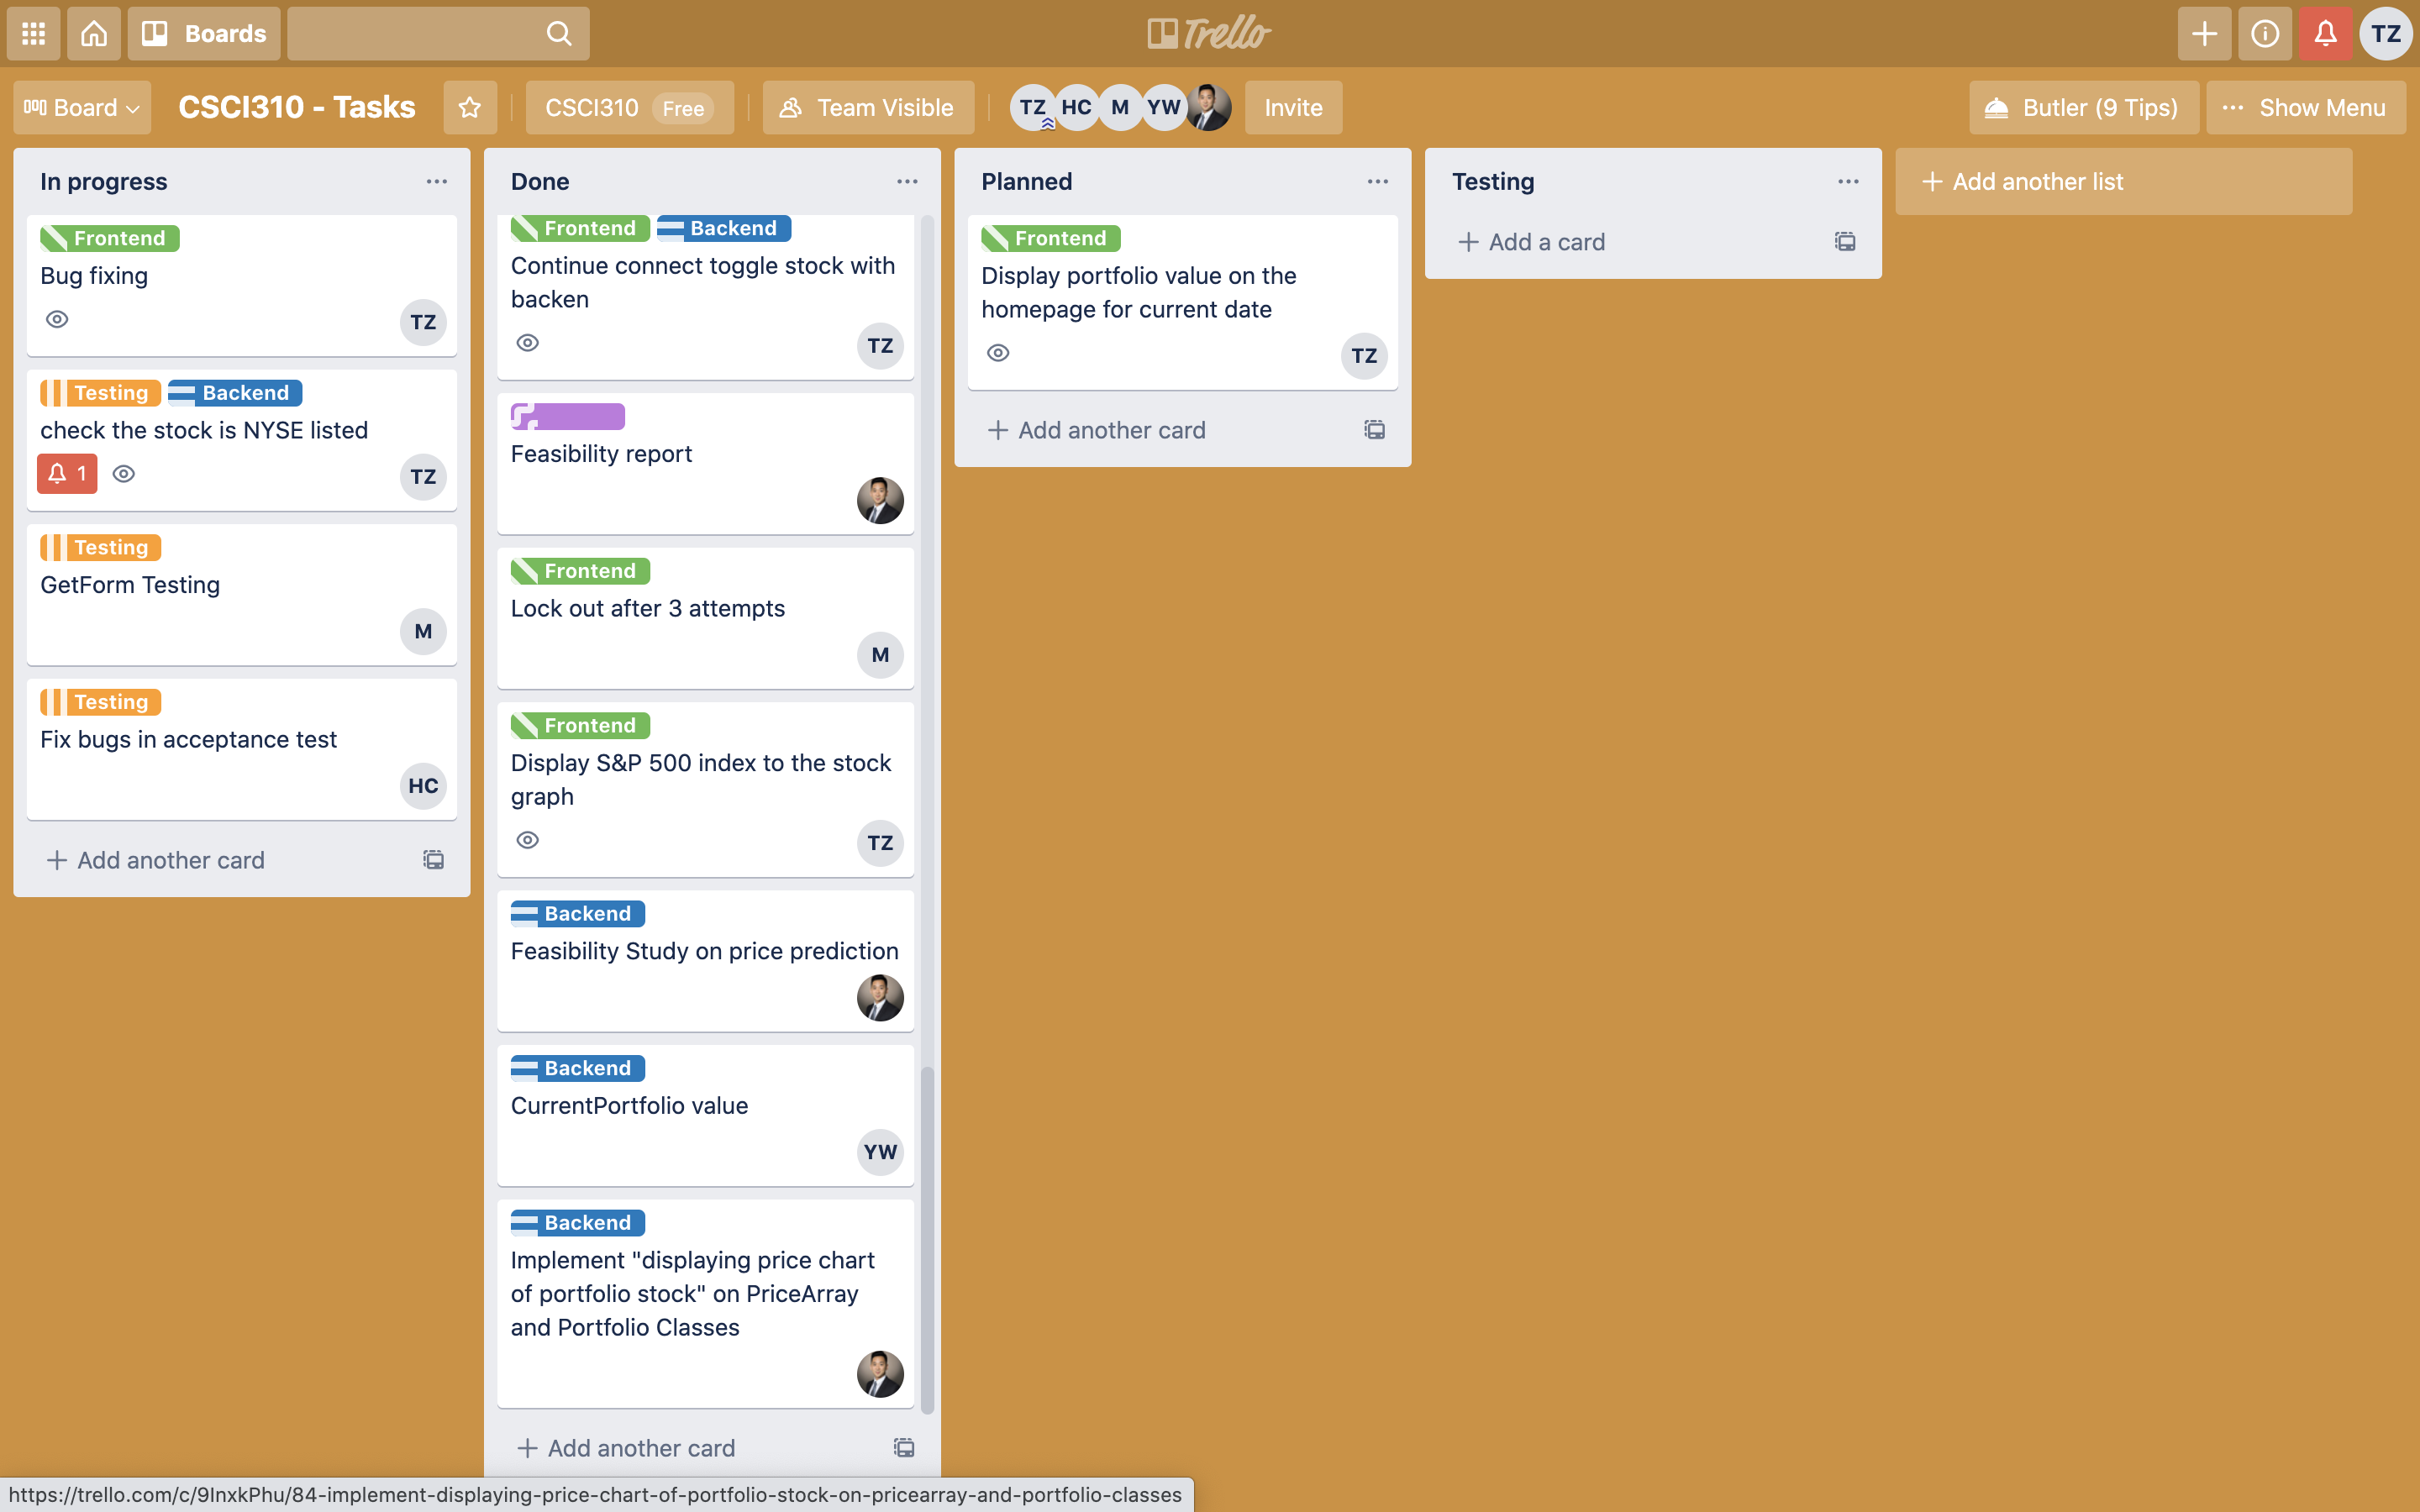 Boards
Trello
TZ
Board
CSCI310 - Tasks
CSCI310 Free
Team Visible
TZ HC M YW
Invite
Butler (9 Tips)
Show Menu
In progress
Frontend
Bug fixing
TZ
Testing Backend
check the stock is NYSE listed
1
TZ
Testing
GetForm Testing
M
Testing
Fix bugs in acceptance test
HC
Add another card
Done
Frontend Backend
Continue connect toggle stock with
backen
TZ
Feasibility report
Frontend
Lock out after 3 attempts
M
Frontend
Display S&P 500 index to the stock
graph
TZ
Backend
Feasibility Study on price prediction
Backend
CurrentPortfolio value
YW
Backend
Implement "displaying price chart
of portfolio stock" on PriceArray
and Portfolio Classes
Add another card
Planned
Frontend
Display portfolio value on the
homepage for current date
TZ
Add another card
Testing
Add a card
Add another list
https://trello.com/c/9InxkPhu/84-implement-displaying-price-chart-of-portfolio-stock-on-pricearray-and-portfolio-classes